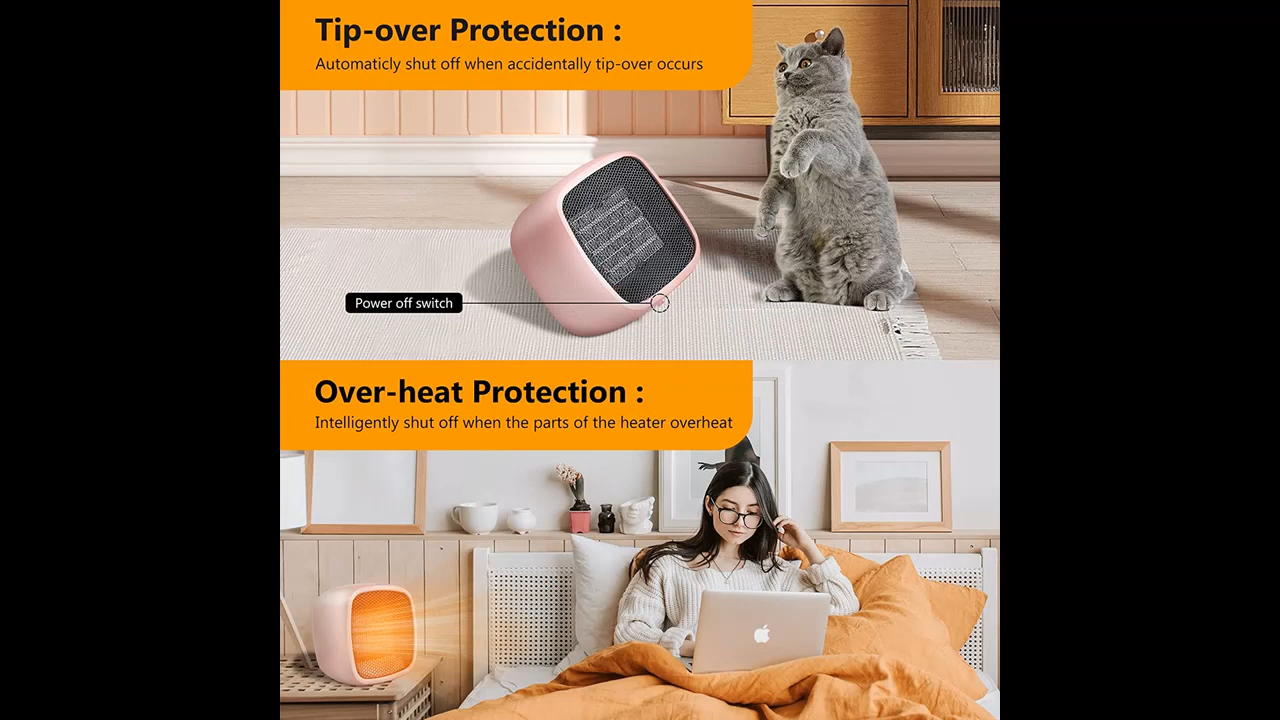 Tip-over Protection :
Automaticly shut off when accidentally tip-over occurs
Power off switch
Over-heat Protection :
Intelligently shut off when the parts of the heater overheat